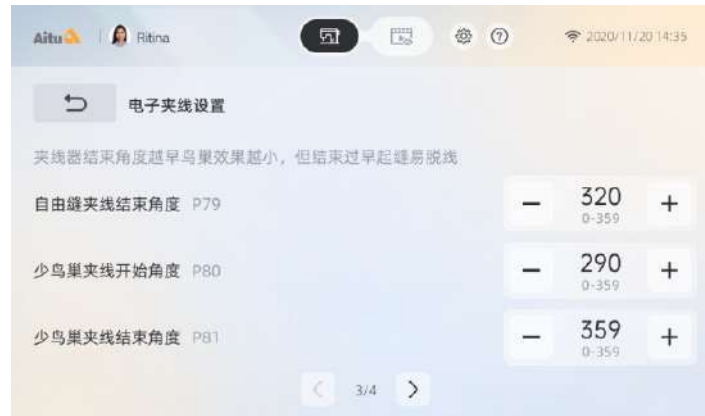 Aitu Ritina 2020/11/20 14:35
电子夹线设置
夹线器结束角度越早鸟巢效果越小，但结束过早起缝易脱线
自由缝夹线结束角度 P79
320
0-359
少鸟巢夹线开始角度 P80
290
0-359
少鸟巢夹线结束角度 P81
359
0-359
3/4